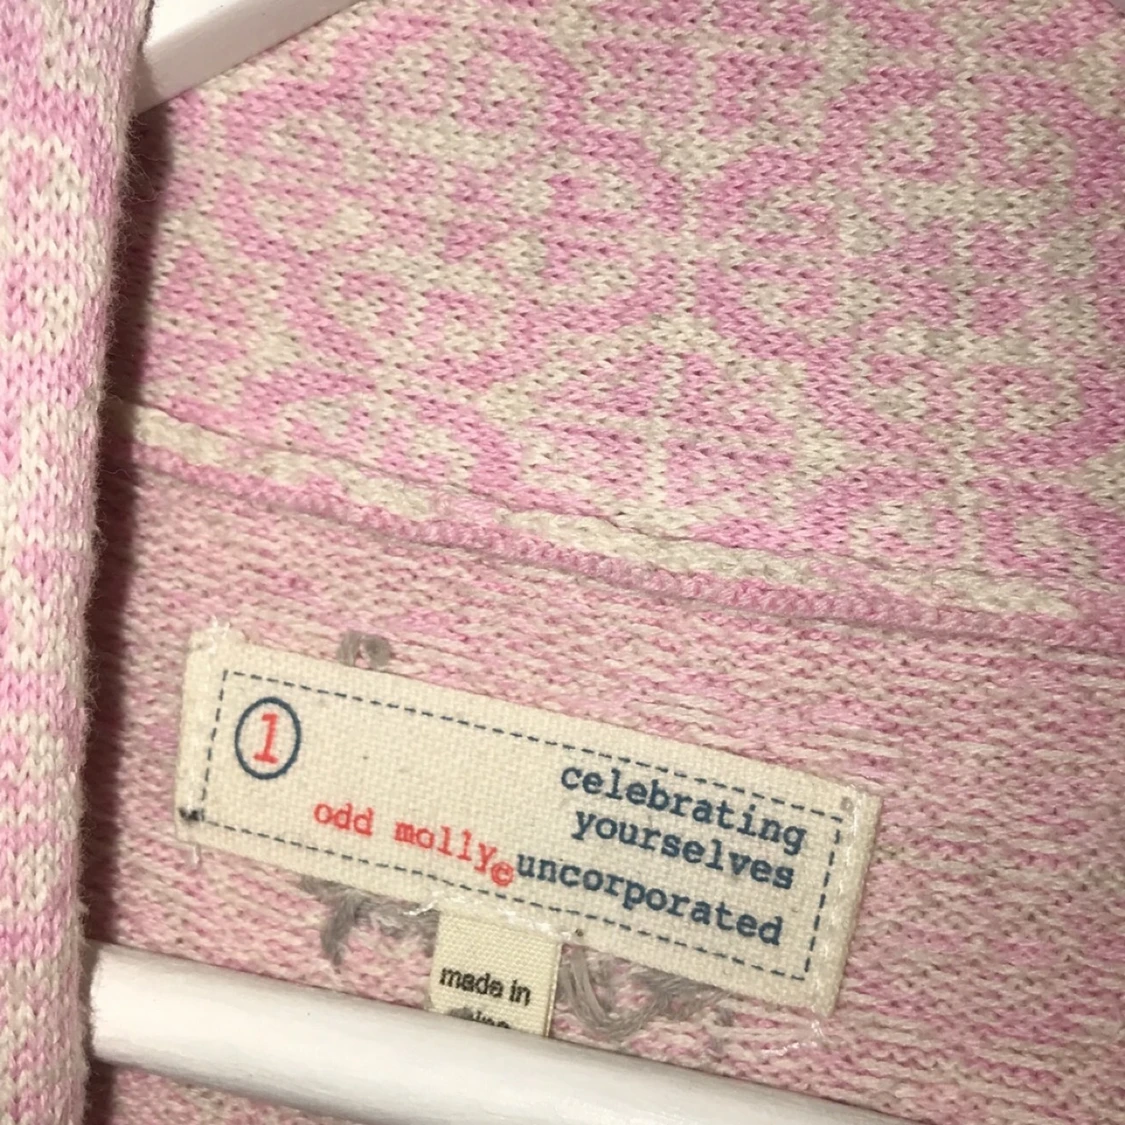 1
celebrating
yourselves
odd molly c uncorporated
made in